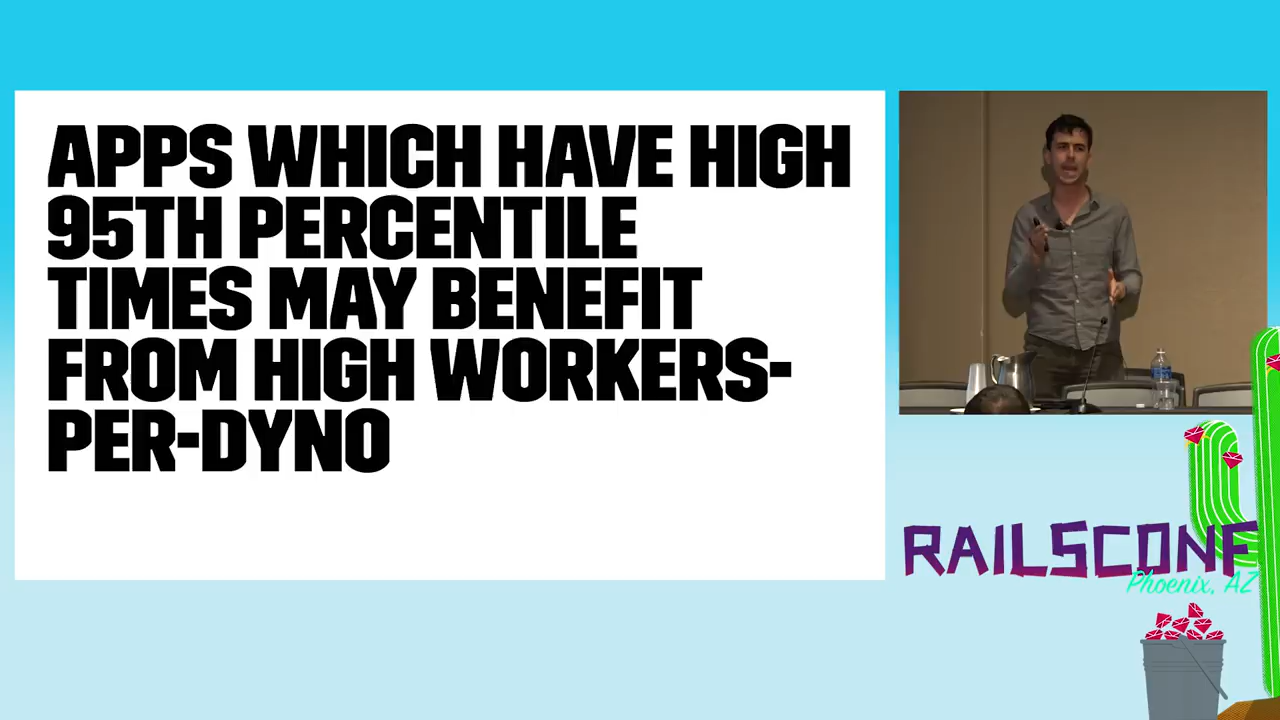 APPS WHICH HAVE HIGH
95TH PERCENTILE
TIMES MAY BENEFIT
FROM HIGH WORKERS-
PER-DYNO
RAILSCONF
Phoenix, AZ